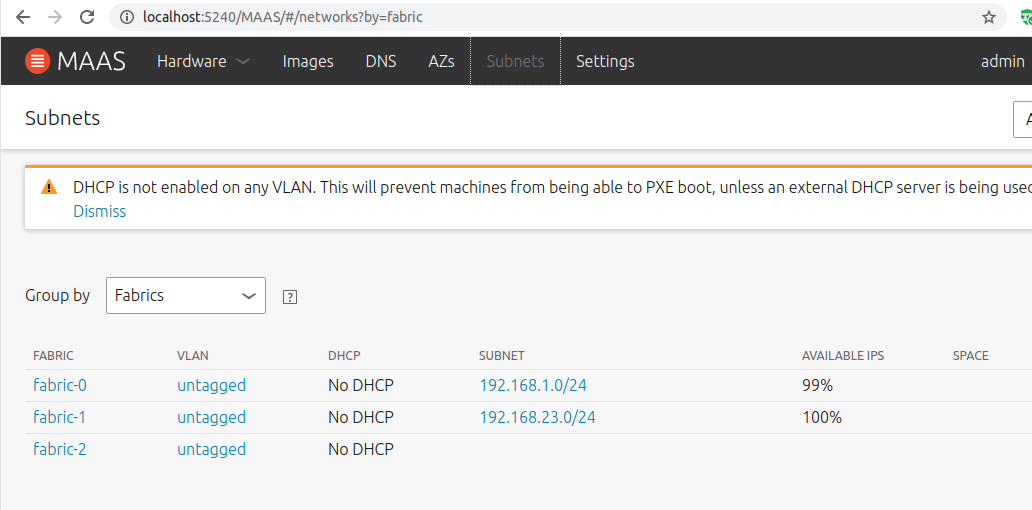 localhost:5240/MAAS/#/networks?by=fabric
MAAS Hardware Images DNS AZs Subnets Settings admin
Subnets
DHCP is not enabled on any VLAN. This will prevent machines from being able to PXE boot, unless an external DHCP server is being used
Dismiss
Group by Fabrics ?
FABRIC VLAN DHCP SUBNET AVAILABLE IPS SPACE
fabric-0 untagged No DHCP 192.168.1.0/24 99%
fabric-1 untagged No DHCP 192.168.23.0/24 100%
fabric-2 untagged No DHCP